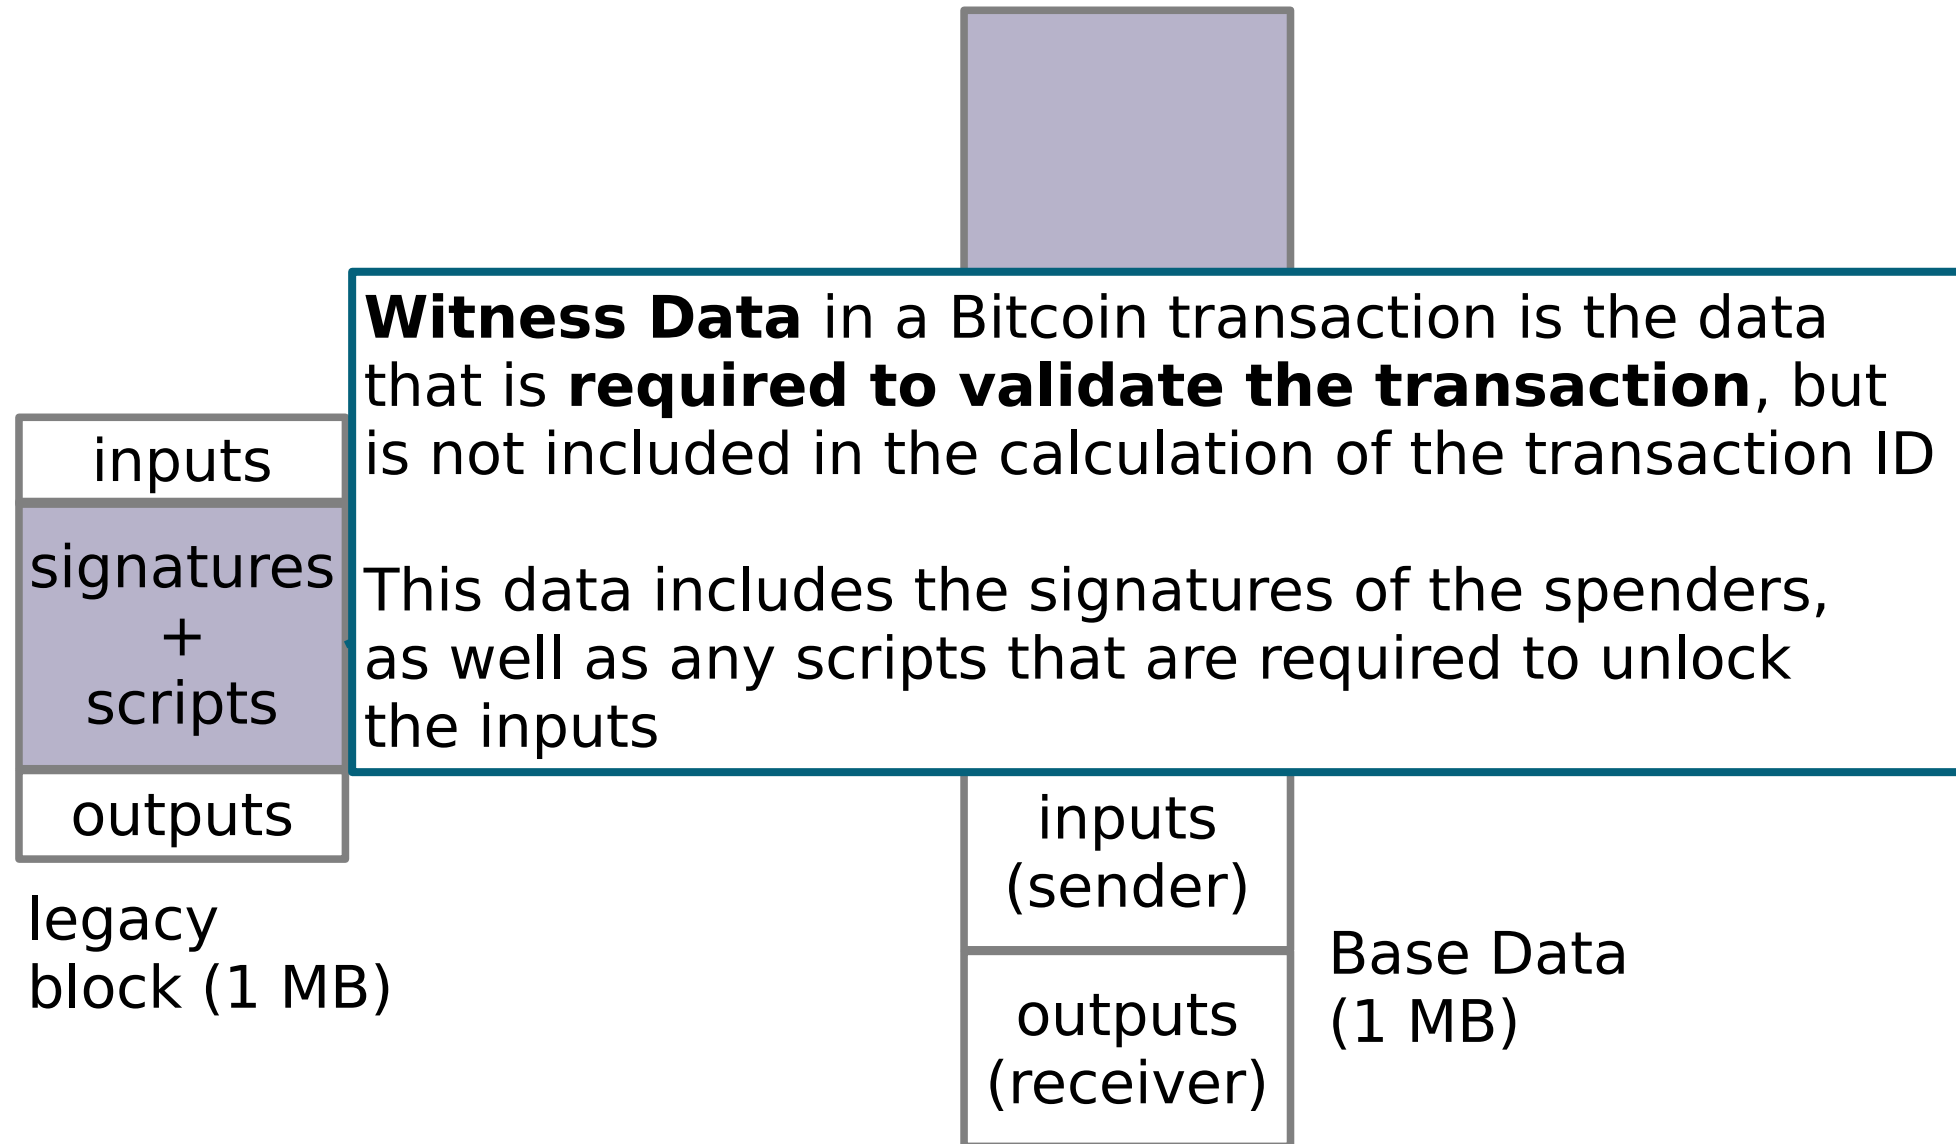 Witness Data in a Bitcoin transaction is the data
that is required to validate the transaction, but
is not included in the calculation of the transaction ID
This data includes the signatures of the spenders,
as well as any scripts that are required to unlock
the inputs
inputs
signatures
+
scripts
outputs
legacy
block (1 MB)
inputs
(sender)
outputs
(receiver)
Base Data
(1 MB)